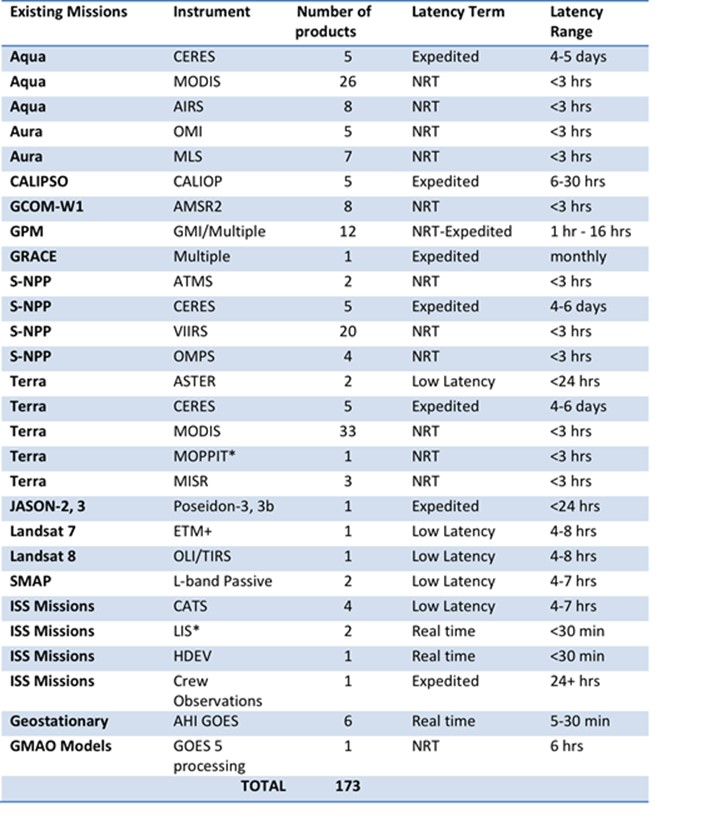 Existing Missions Instrument Number of products Latency Term Latency Range
Aqua CERES 5 Expedited 4-5 days
Aqua MODIS 26 NRT <3 hrs
Aqua AIRS 8 NRT <3 hrs
Aura OMI 5 NRT <3 hrs
Aura MLS 7 NRT <3 hrs
CALIPSO CALIOP 5 Expedited 6-30 hrs
GCOM-W1 AMSR2 8 NRT <3 hrs
GPM GMI/Multiple 12 NRT-Expedited 1 hr - 16 hrs
GRACE Multiple 1 Expedited monthly
S-NPP ATMS 2 NRT <3 hrs
S-NPP CERES 5 Expedited 4-6 days
S-NPP VIIRS 20 NRT <3 hrs
S-NPP OMPS 4 NRT <3 hrs
Terra ASTER 2 Low Latency <24 hrs
Terra CERES 5 Expedited 4-6 days
Terra MODIS 33 NRT <3 hrs
Terra MOPPIT* 1 NRT <3 hrs
Terra MISR 3 NRT <3 hrs
JASON-2, 3 Poseidon-3, 3b 1 Expedited <24 hrs
Landsat 7 ETM+ 1 Low Latency 4-8 hrs
Landsat 8 OLI/TIRS 1 Low Latency 4-8 hrs
SMAP L-band Passive 2 Low Latency 4-7 hrs
ISS Missions CATS 4 Low Latency 4-7 hrs
ISS Missions LIS* 2 Real time <30 min
ISS Missions HDEV 1 Real time <30 min
ISS Missions Crew Observations 1 Expedited 24+ hrs
Geostationary AHI GOES 6 Real time 5-30 min
GMAO Models GOES 5 processing 1 NRT 6 hrs
TOTAL 173